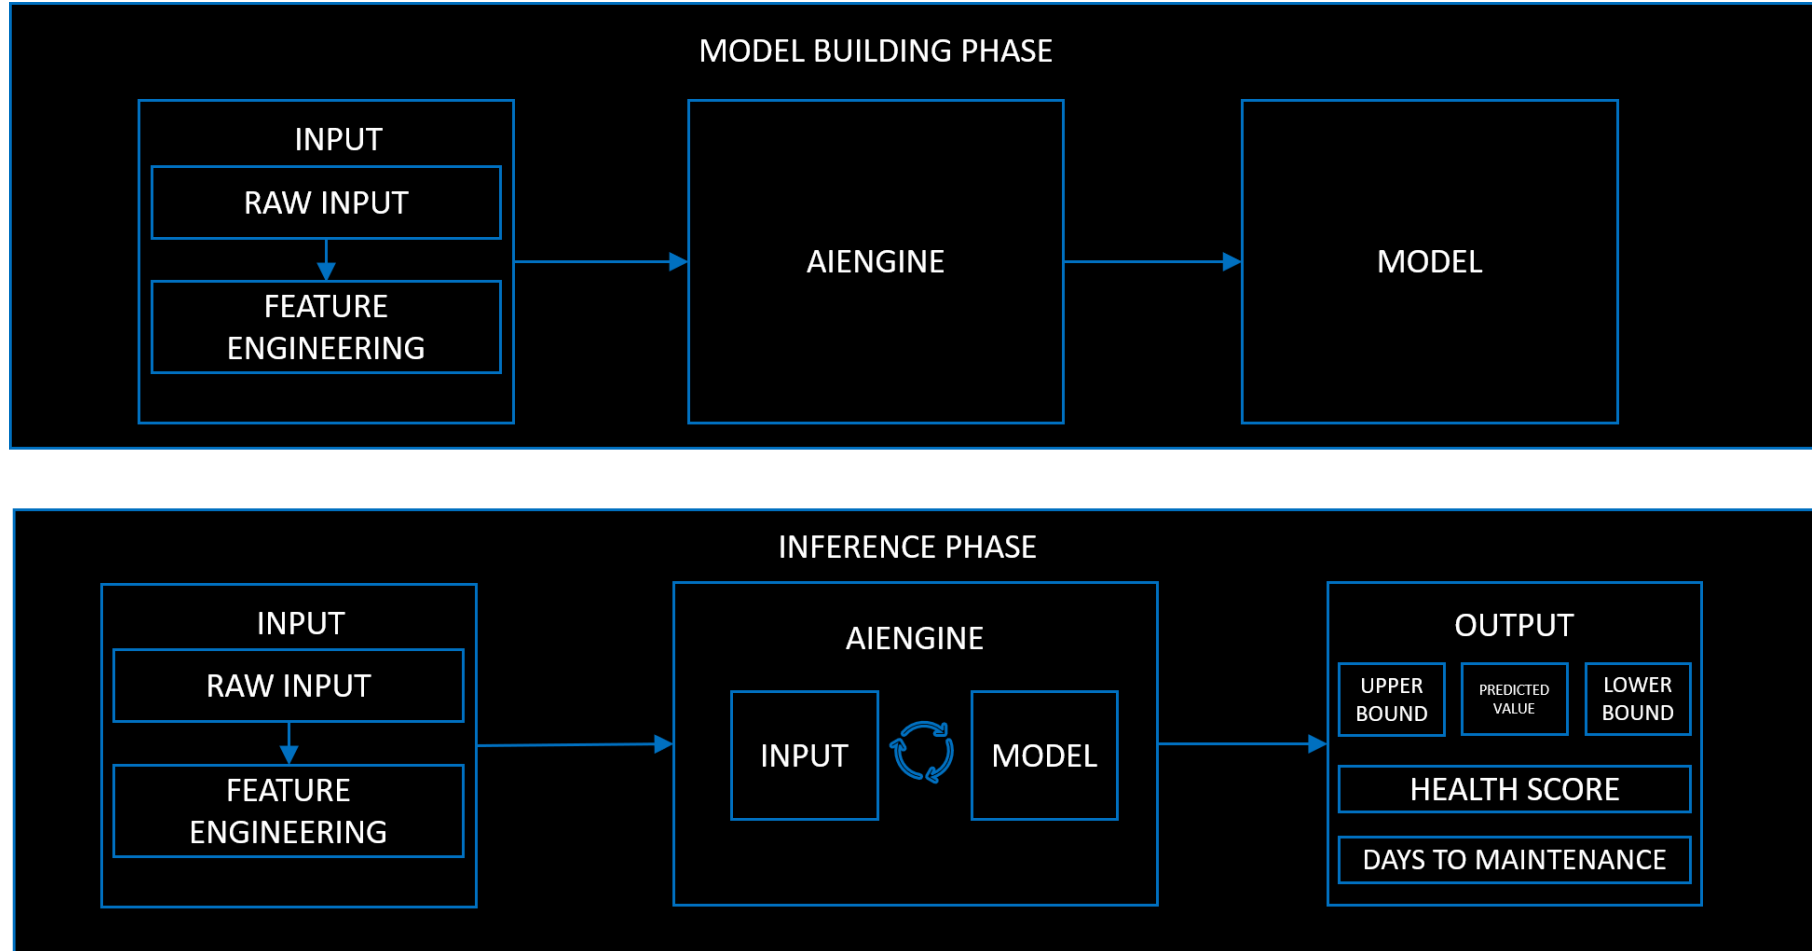 MODEL BUILDING PHASE
INPUT
RAW INPUT
FEATURE
ENGINEERING
AIENGINE
MODEL
INFERENCE PHASE
INPUT
RAW INPUT
FEATURE
ENGINEERING
AIENGINE
INPUT
MODEL
OUTPUT
UPPER
BOUND
PREDICTED
VALUE
LOWER
BOUND
HEALTH SCORE
DAYS TO MAINTENANCE